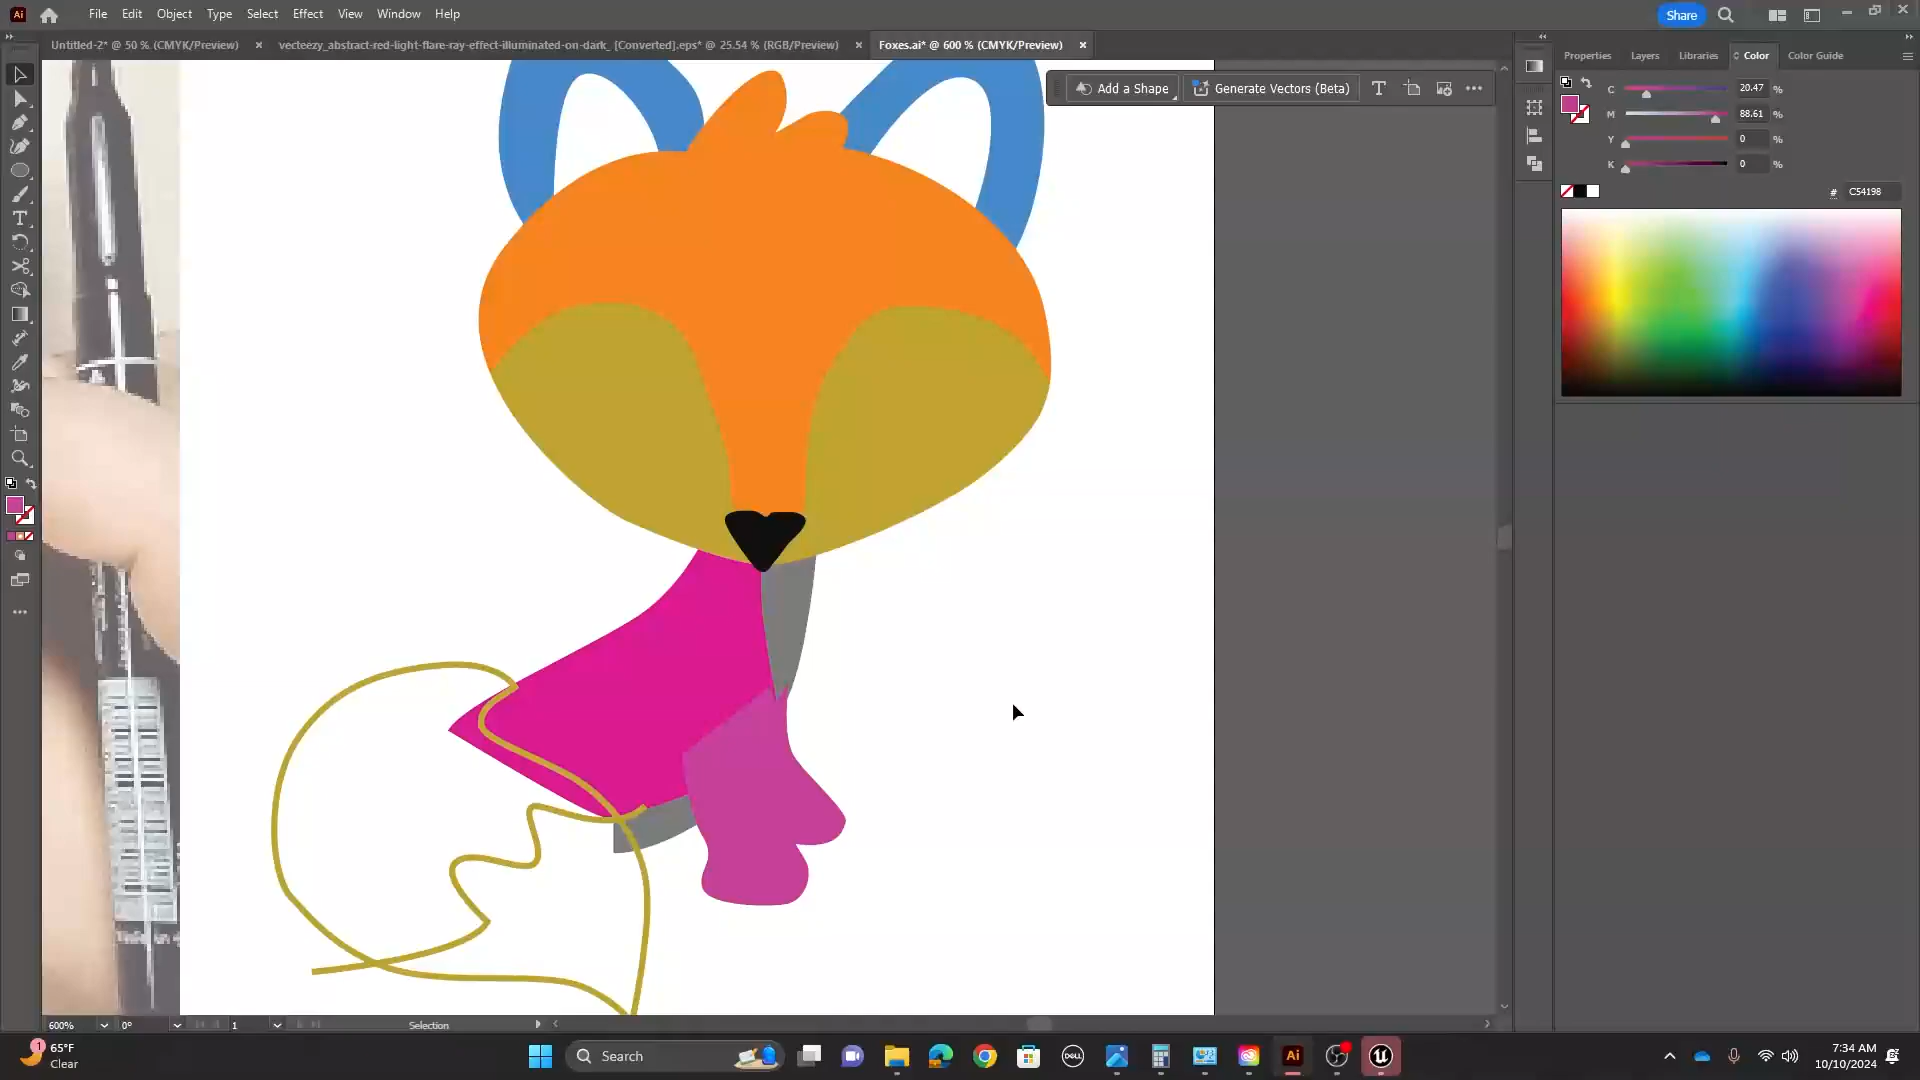 Ai File Edit Object Type Select Effect View Window Help Share
Untitled-2* @ 50 % (CMYK/Preview) × vecteezy_abstract-red-light-flare-ray-effect-illuminated-on-dark_ [Converted].eps* @ 25.54 % (RGB/Preview) × Foxes.ai* @ 600 % (CMYK/Preview) ×
Properties Layers Libraries Color Color Guide
Add a Shape Generate Vectors (Beta)
C 20.47 %
M 88.61 %
Y 0 %
K 0 %
# C54198
600% 0° 1 Selection
65°F
Clear
Search
DELL
Ai
7:34 AM
10/10/2024